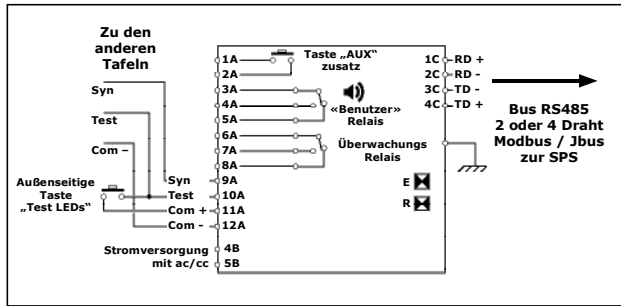 Zu den
anderen
Tafeln
Syn
Test
Com –
Außenseitige
Taste
„Test LEDs“
Syn
Test
Com +
Com -
Stromversorgung
mit ac/cc
1A
2A
3A
4A
5A
6A
7A
8A
9A
10A
11A
12A
4B
5B
Taste „AUX“
zusatz
«Benutzer»
Relais
Überwachungs
Relais
E
R
1C
2C
3C
4C
RD +
RD -
TD -
TD +
Bus RS485
2 oder 4 Draht
Modbus / Jbus
zur SPS